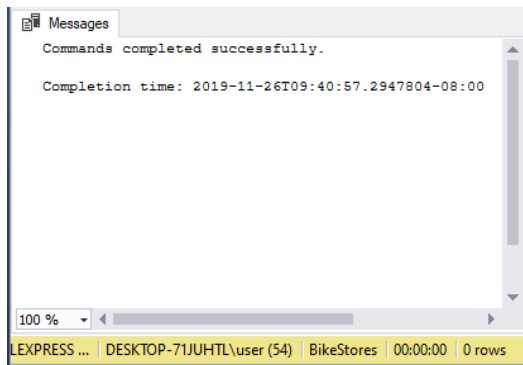 Messages
Commands completed successfully.
Completion time: 2019-11-26T09:40:57.2947804-08:00
100 %
LEXPRESS ... DESKTOP-71JUHTL\user (54) BikeStores 00:00:00 0 rows